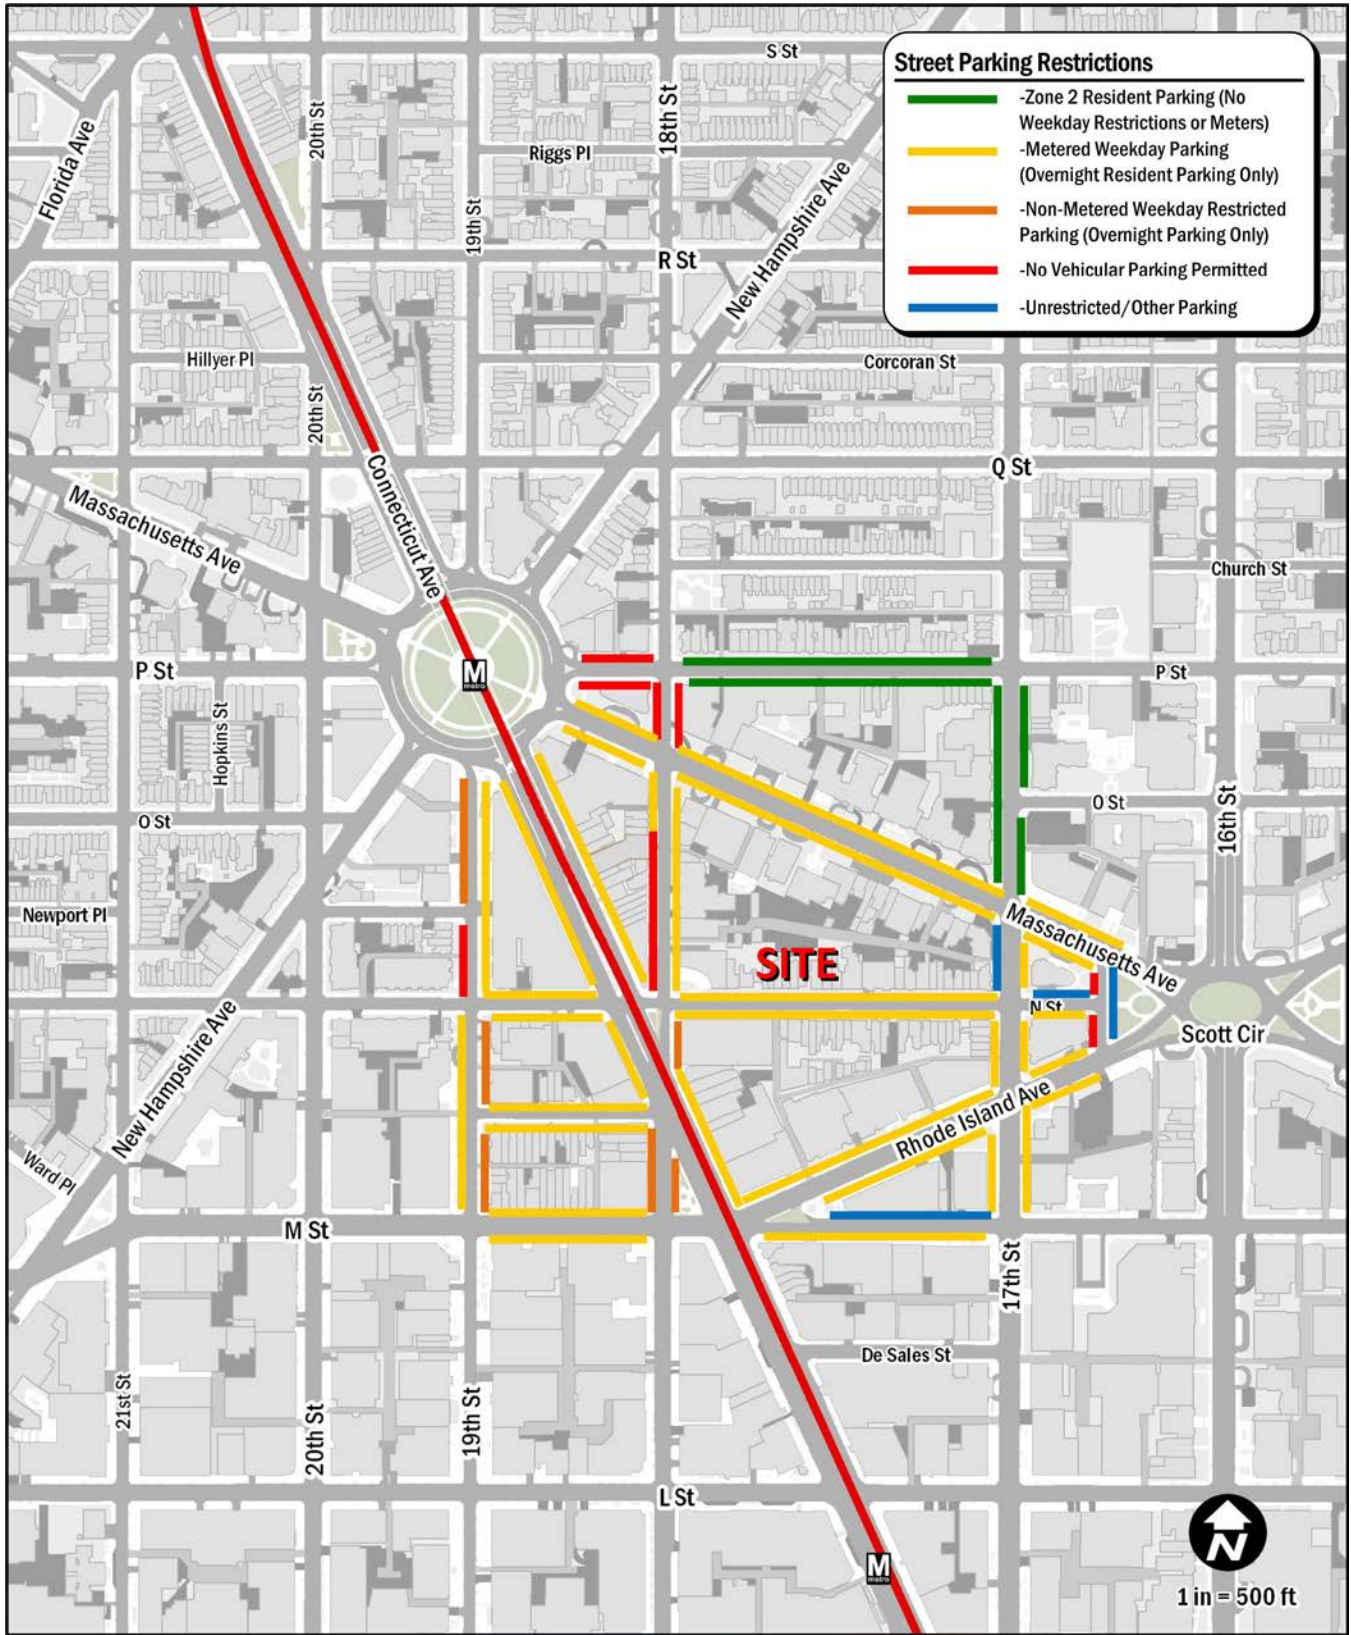 S St
Street Parking Restrictions
-Zone 2 Resident Parking (No
Weekday Restrictions or Meters)
-Metered Weekday Parking
(Overnight Resident Parking Only)
-Non-Metered Weekday Restricted
Parking (Overnight Parking Only)
-No Vehicular Parking Permitted
-Unrestricted/Other Parking
Florida Ave
20th St
18th St
Riggs Pl
19th St
New Hampshire Ave
R St
Hillyer Pl
Corcoran St
20th St
Connecticut Ave
Q St
Massachusetts Ave
Church St
P St
M
metro
P St
Hopkins St
O St
O St
16th St
Newport Pl
Massachusetts Ave
SITE
N St
Scott Cir
New Hampshire Ave
Rhode Island Ave
Ward Pl
M St
17th St
De Sales St
21st St
20th St
19th St
L St
M
metro
N
1 in = 500 ft